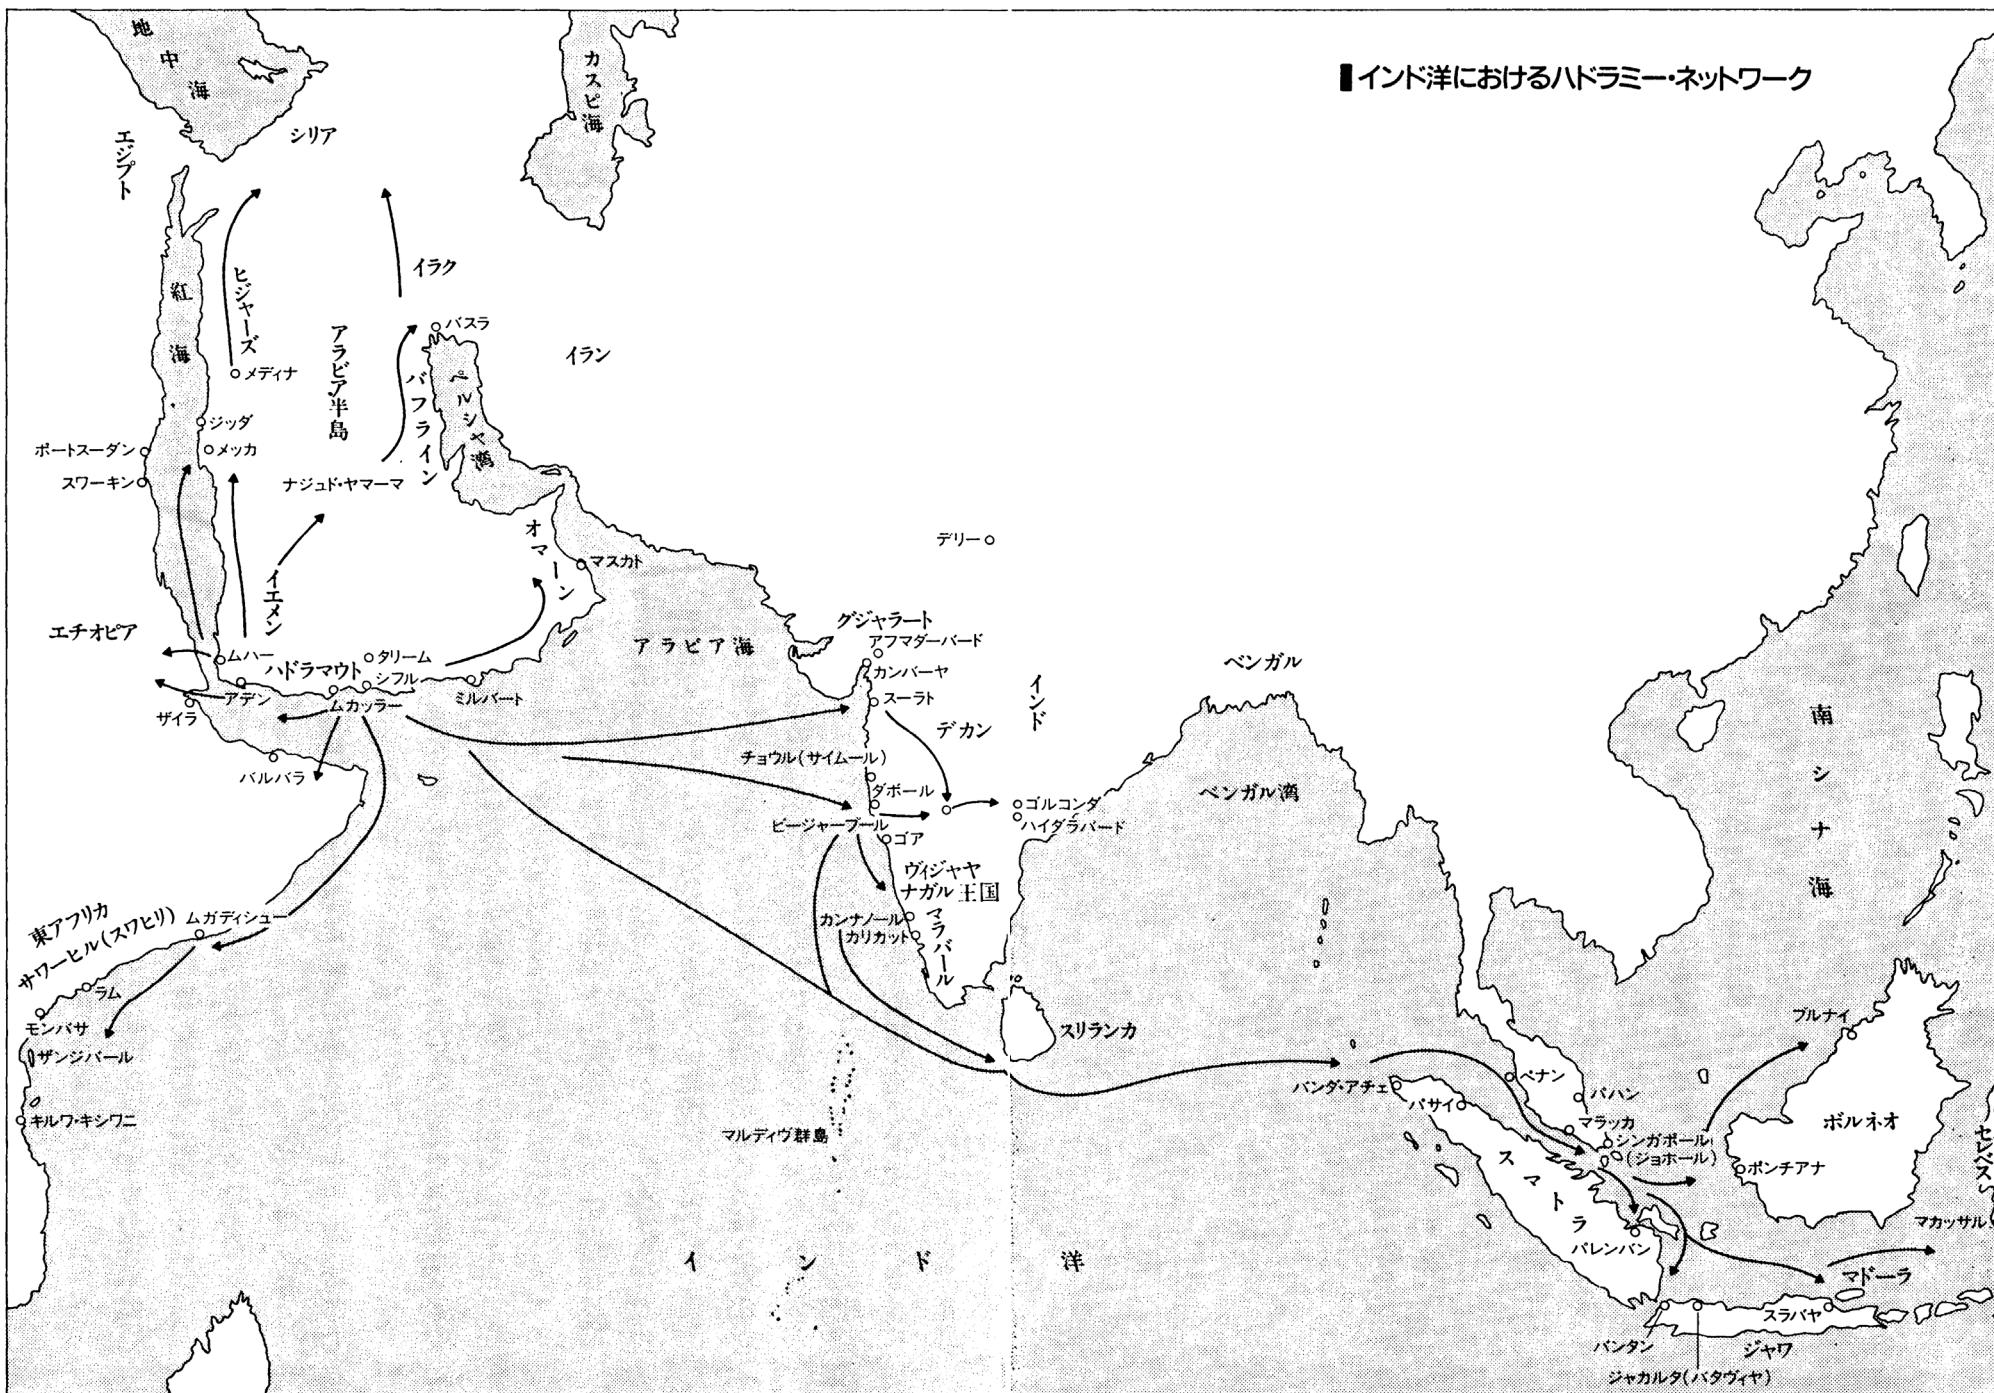 インド洋におけるハドラミー・ネットワーク
地中海
カスピ海
エジプト
シリア
紅海
ヒジャーズ
イラク
アラビア半島
バスラ
イラン
メディナ
バフライン
ペルシャ湾
ジッダ
ポートスーダン
メッカ
スワーキン
ナジュド・ヤマーマ
オマーン
マスカト
デリー
イエメン
エチオピア
アラビア海
グジャラート
アフマダーバード
ムハー
ハドラマウト
タリーム
シフル
カンバーヤ
ベンガル
アデン
ムカッラー
ミルバート
スーラト
インド
ザイラ
デカン
南シナ海
バルバラ
チョウル(サイムール)
ベンガル湾
ダボール
ゴルコンダ
ビージャープール
ハイダラバード
ゴア
ヴィジャヤ
ナガル王国
東アフリカ
サワーヒル(スワヒリ)
ムガディシュー
カンナノール
カリカット
マラバール
ラム
モンバサ
ザンジバール
スリランカ
ブルナイ
バンダ・アチェ
パサイ
ペナン
パハン
キルワ・キシワニ
マルディヴ群島
マラッカ
シンガポール
(ジョホール)
ボルネオ
セレベス
スマトラ
ポンチアナ
パレンバン
マカッサル
インド洋
マドーラ
スラバヤ
バンタン
ジャワ
ジャカルタ(バタヴィヤ)